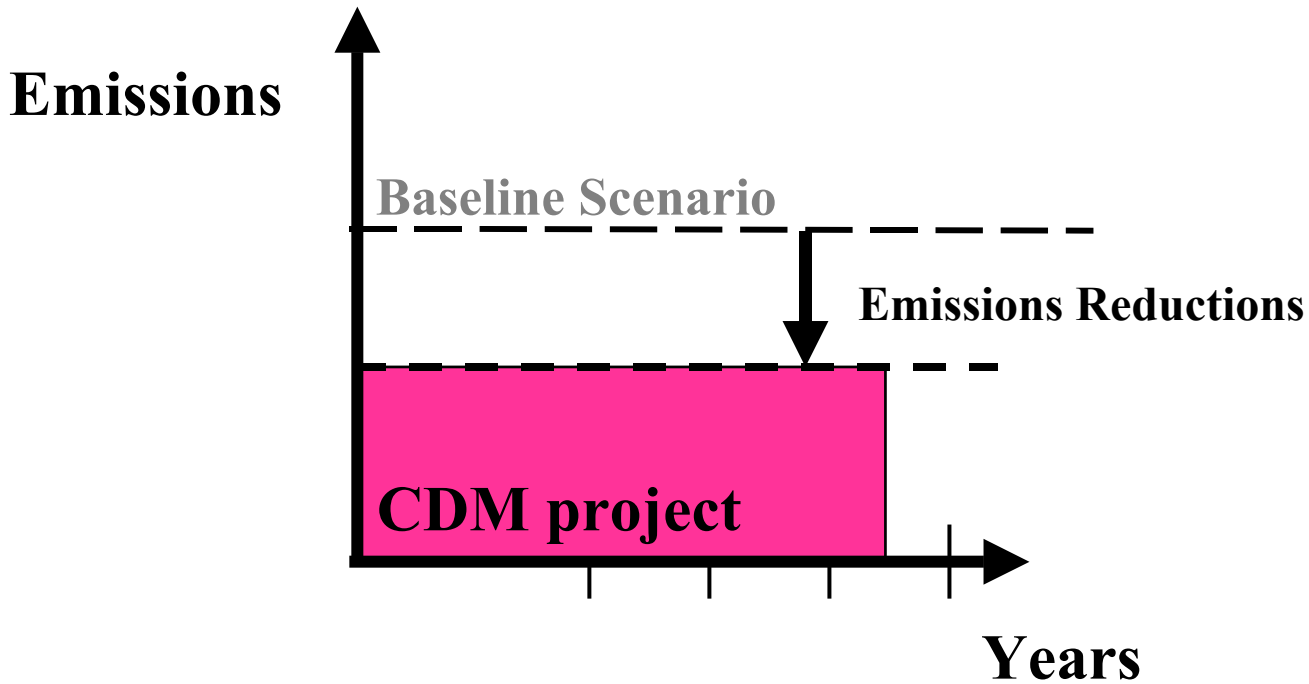 Emissions
Baseline Scenario
Emissions Reductions
CDM project
Years